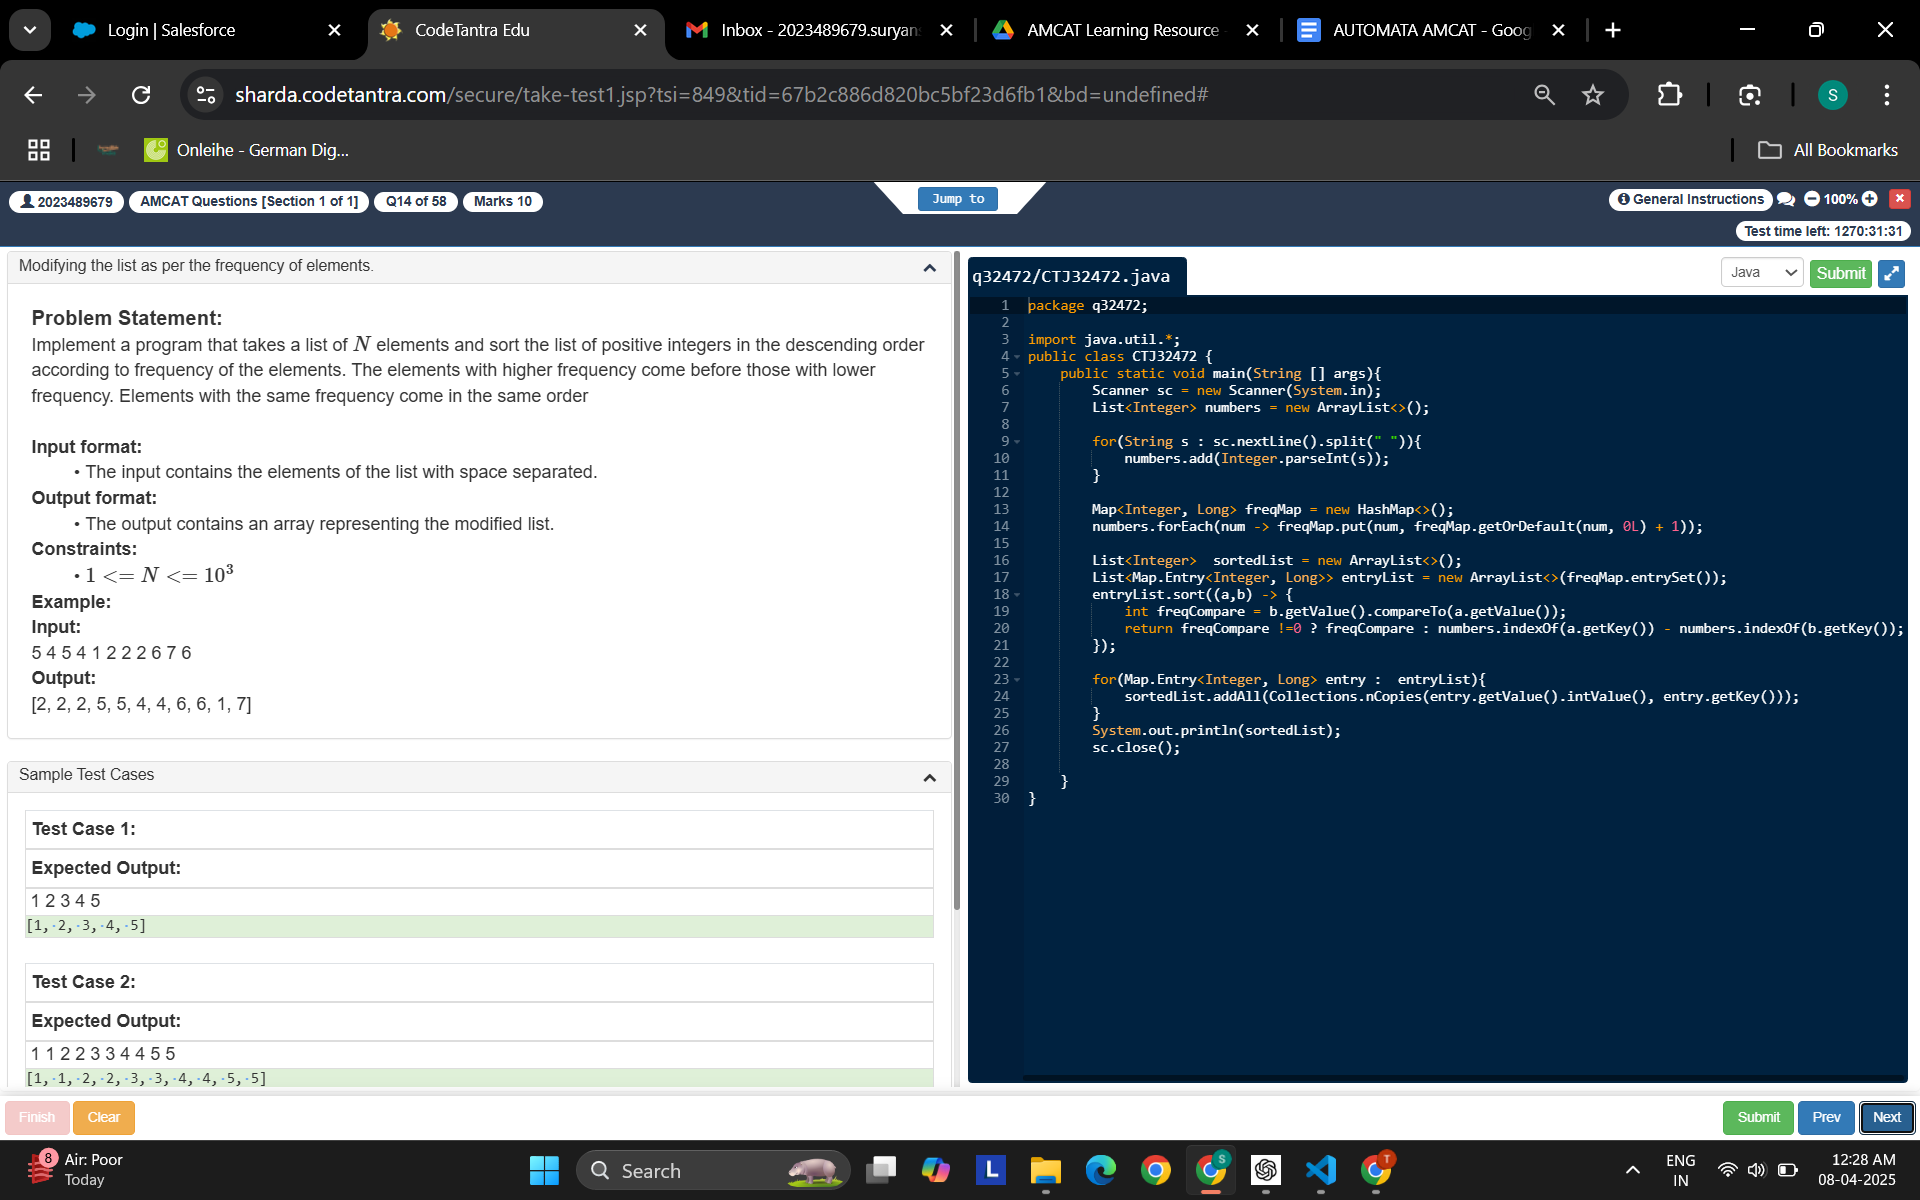 Login | Salesforce
CodeTantra Edu
Inbox - 2023489679.suryan
AMCAT Learning Resource
AUTOMATA AMCAT - Goog
sharda.codetantra.com/secure/take-test1.jsp?tsi=849&tid=67b2c886d820bc5bf23d6fb1&bd=undefined#
S
Onleihe - German Dig...
All Bookmarks
2023489679
AMCAT Questions [Section 1 of 1]
Q14 of 58
Marks 10
Jump to
General Instructions
100%
Test time left: 1270:31:31
Modifying the list as per the frequency of elements.
Problem Statement:
Implement a program that takes a list of N elements and sort the list of positive integers in the descending order
according to frequency of the elements. The elements with higher frequency come before those with lower
frequency. Elements with the same frequency come in the same order
Input format:
• The input contains the elements of the list with space separated.
Output format:
• The output contains an array representing the modified list.
Constraints:
• 1 <= N <= 10³
Example:
Input:
5 4 5 4 1 2 2 2 6 7 6
Output:
[2, 2, 2, 5, 5, 4, 4, 6, 6, 1, 7]
Sample Test Cases
Test Case 1:
Expected Output:
1 2 3 4 5
[1,·2,·3,·4,·5]
Test Case 2:
Expected Output:
1 1 2 2 3 3 4 4 5 5
[1,·1,·2,·2,·3,·3,·4,·4,·5,·5]
q32472/CTJ32472.java
Java
Submit
1 package q32472;
2
3 import java.util.*;
4 public class CTJ32472 {
5 public static void main(String [] args){
6 Scanner sc = new Scanner(System.in);
7 List<Integer> numbers = new ArrayList<>();
8
9 for(String s : sc.nextLine().split(" ")){
10 numbers.add(Integer.parseInt(s));
11 }
12
13 Map<Integer, Long> freqMap = new HashMap<>();
14 numbers.forEach(num -> freqMap.put(num, freqMap.getOrDefault(num, 0L) + 1));
15
16 List<Integer>  sortedList = new ArrayList<>();
17 List<Map.Entry<Integer, Long>> entryList = new ArrayList<>(freqMap.entrySet());
18 entryList.sort((a,b) -> {
19 int freqCompare = b.getValue().compareTo(a.getValue());
20 return freqCompare !=0 ? freqCompare : numbers.indexOf(a.getKey()) - numbers.indexOf(b.getKey());
21 });
22
23 for(Map.Entry<Integer, Long> entry :  entryList){
24 sortedList.addAll(Collections.nCopies(entry.getValue().intValue(), entry.getKey()));
25 }
26 System.out.println(sortedList);
27 sc.close();
28
29 }
30 }
Finish
Clear
Submit
Prev
Next
8
Air: Poor
Today
Search
L
S
T
ENG
IN
12:28 AM
08-04-2025